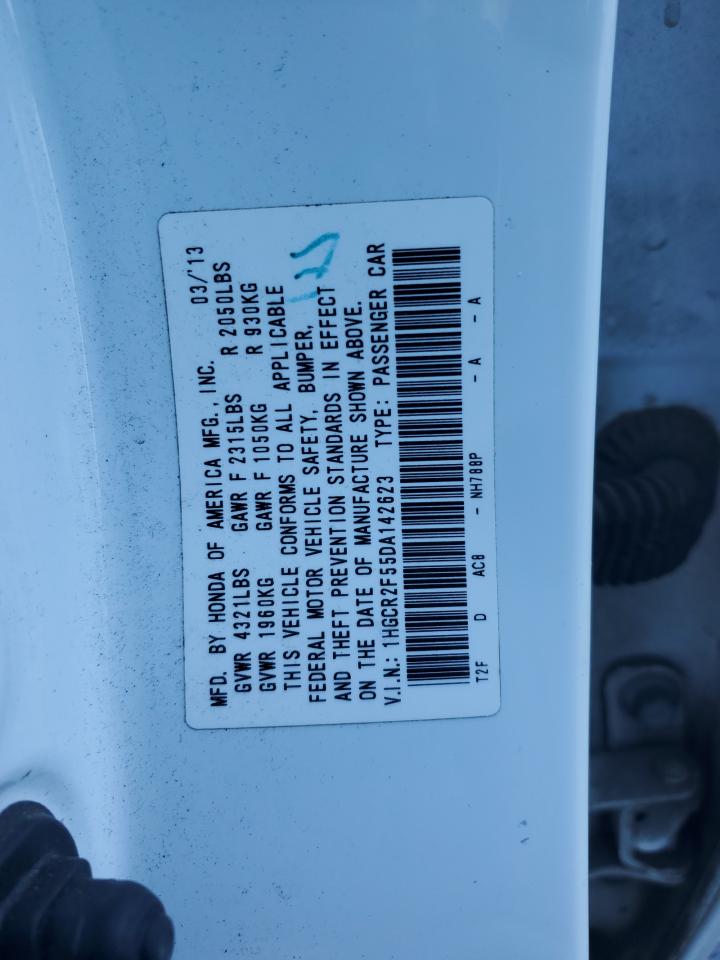 MFD. BY HONDA OF AMERICA MFG., INC. 03/'13
GVWR 4321LBS GAWR F 2315LBS R 2050LBS
GVWR 1960KG GAWR F 1050KG R 930KG
THIS VEHICLE CONFORMS TO ALL APPLICABLE
FEDERAL MOTOR VEHICLE SAFETY, BUMPER,
AND THEFT PREVENTION STANDARDS IN EFFECT
ON THE DATE OF MANUFACTURE SHOWN ABOVE.
V.I.N.: 1HGCR2F55DA142623 TYPE: PASSENGER CAR
T2F D AC8 - NH788P - A - A